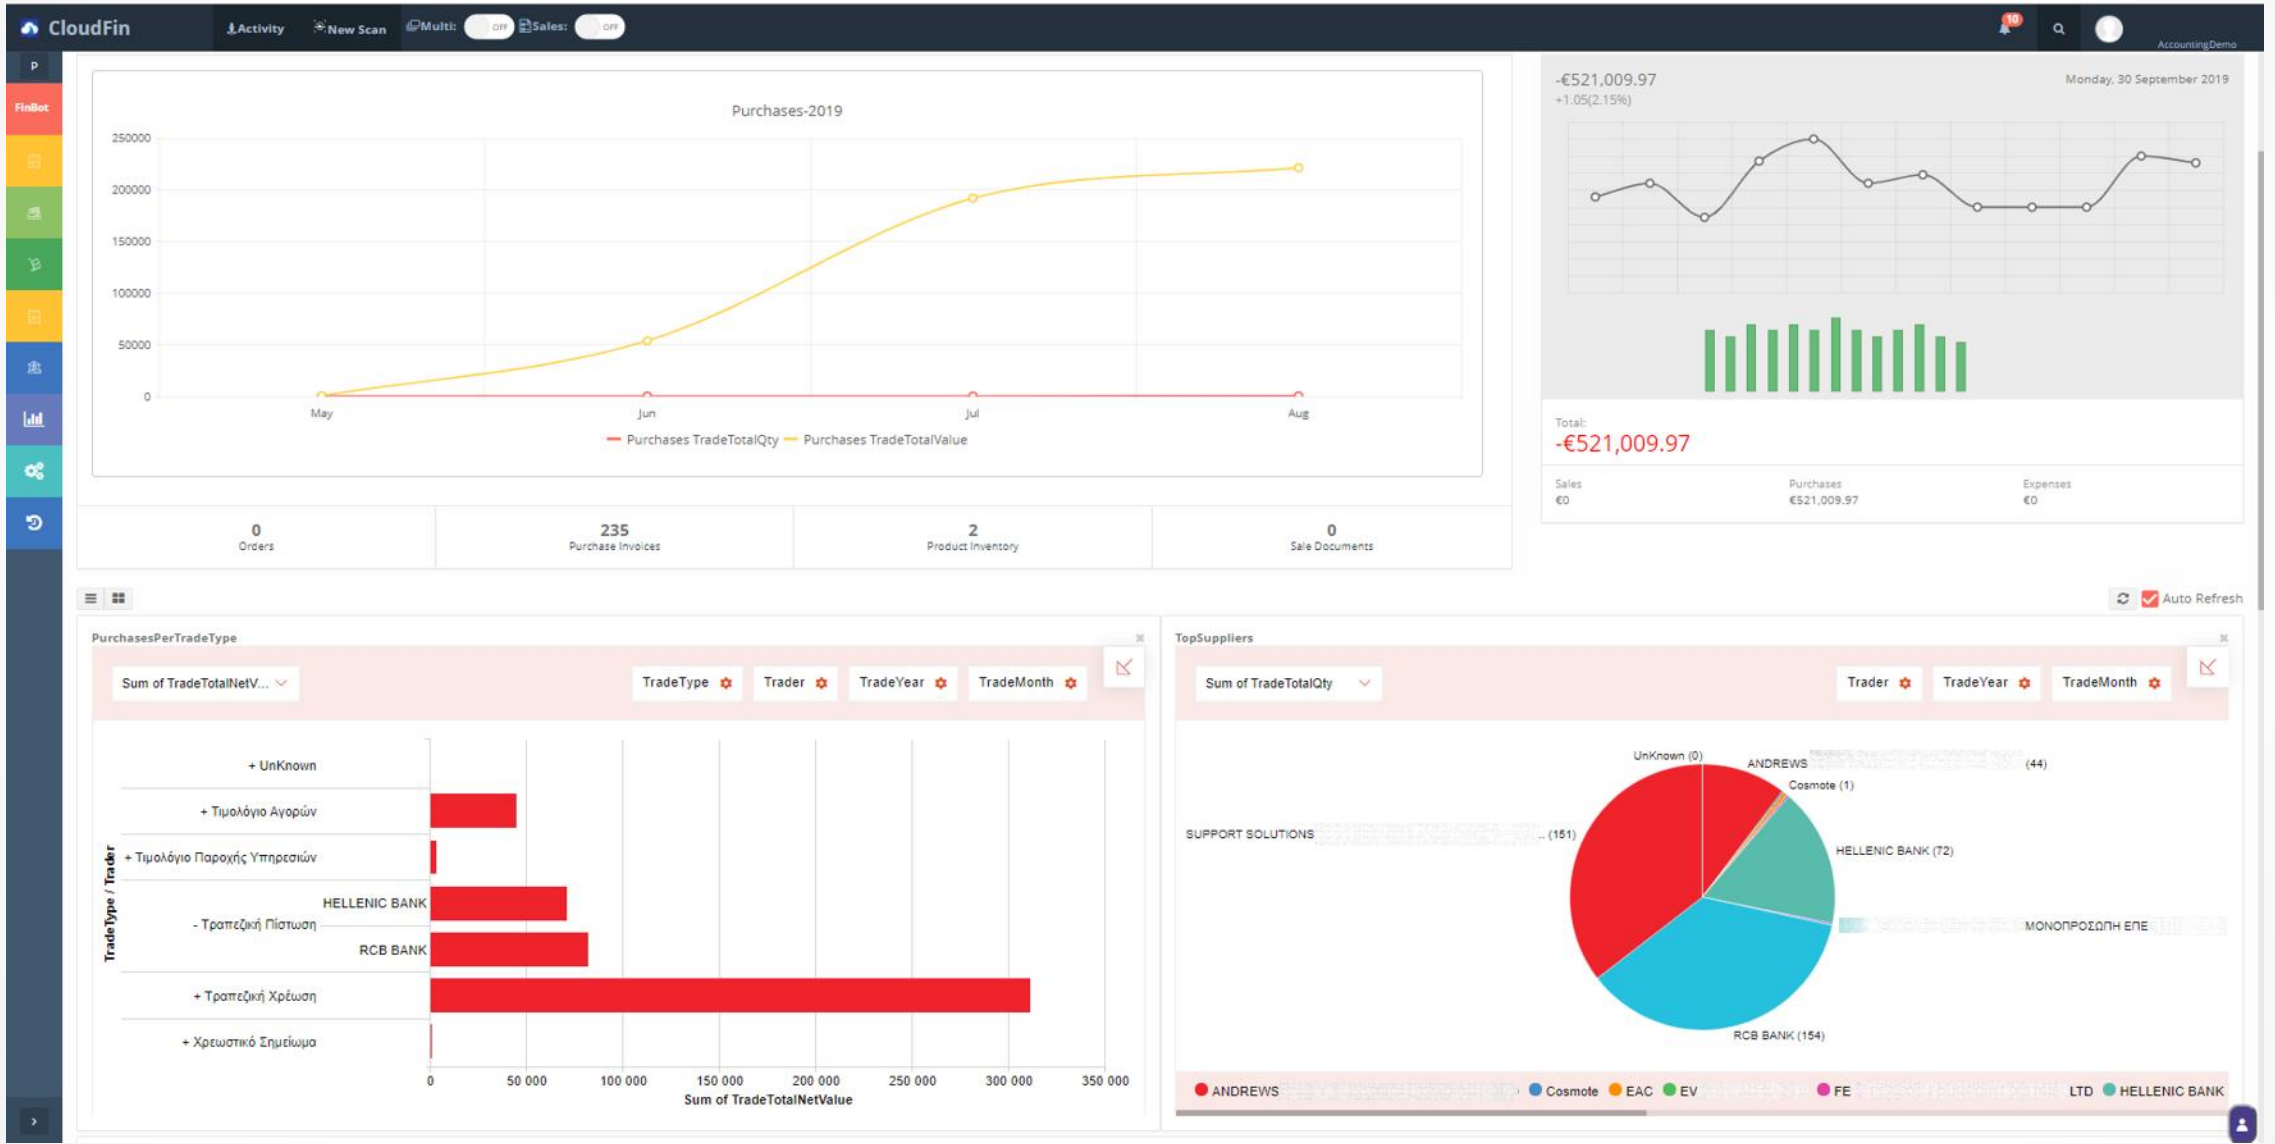 CloudFin
Activity
New Scan
Multi: OFF
Sales: OFF
10
AccountingDemo
P
FinBot
Purchases-2019
250000
200000
150000
100000
50000
0
May Jun Jul Aug
Purchases TradeTotalQty Purchases TradeTotalValue
-€521,009.97
Monday, 30 September 2019
+1.05(2.15%)
Total:
-€521,009.97
Sales Purchases Expenses
€0 €521,009.97 €0
0 235 2 0
Orders Purchase Invoices Product Inventory Sale Documents
Auto Refresh
PurchasesPerTradeType
Sum of TradeTotalNetV...
TradeType Trader TradeYear TradeMonth
TradeType / Trader
+ UnKnown
+ Τιμολόγιο Αγορών
+ Τιμολόγιο Παροχής Υπηρεσιών
HELLENIC BANK
- Τραπεζική Πίστωση
RCB BANK
+ Τραπεζική Χρέωση
+ Χρεωστικό Σημείωμα
0 50 000 100 000 150 000 200 000 250 000 300 000 350 000
Sum of TradeTotalNetValue
TopSuppliers
Sum of TradeTotalQty
Trader TradeYear TradeMonth
UnKnown (0)
ANDREWS (44)
Cosmote (1)
SUPPORT SOLUTIONS .. (151)
HELLENIC BANK (72)
ΜΟΝΟΠΡΟΣΩΠΗ ΕΠΕ
RCB BANK (154)
ANDREWS Cosmote EAC EV FE LTD HELLENIC BANK